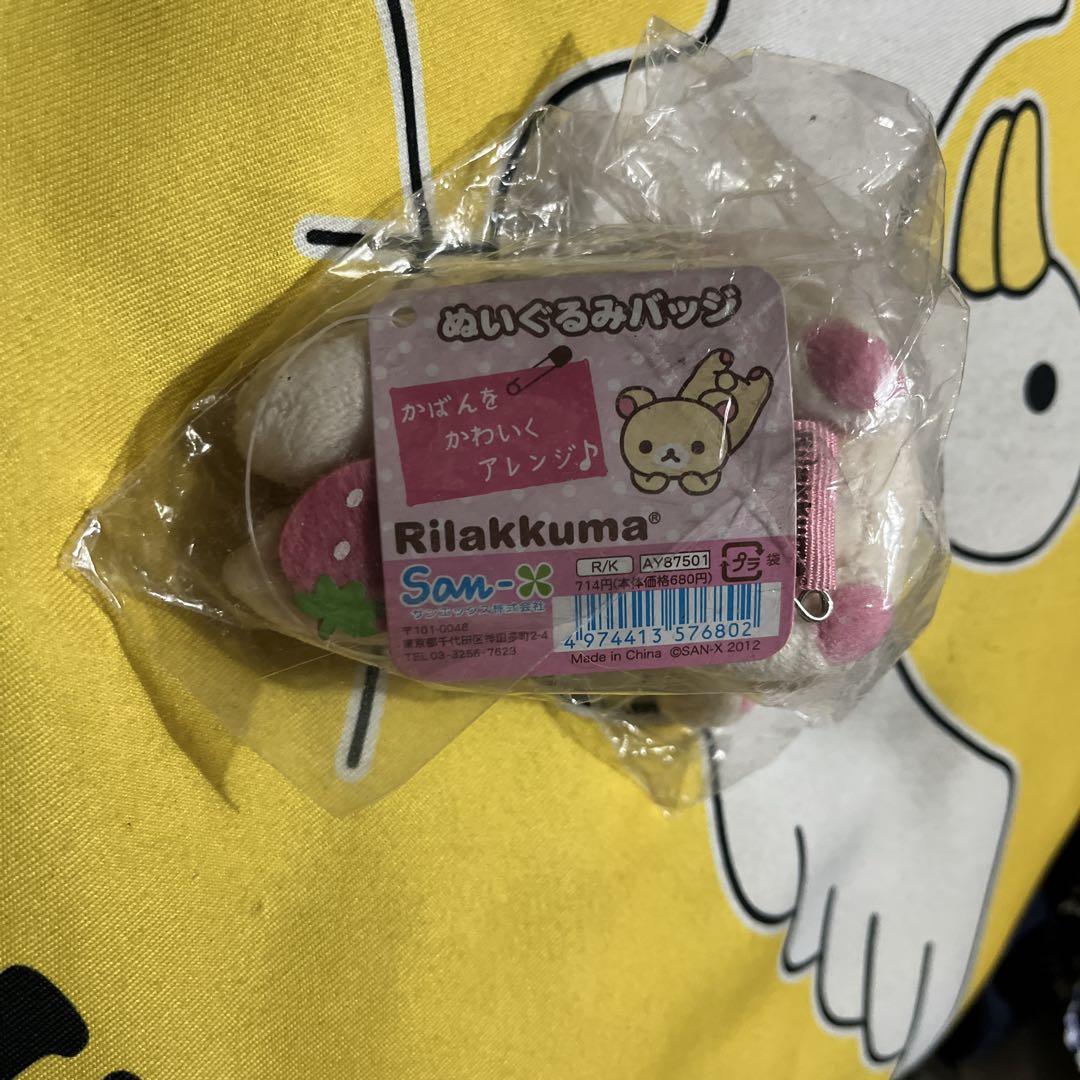 ぬいぐるみバッジ
かばんを
かわいく
アレンジ♪
Rilakkuma®
San-X
サンエックス株式会社
〒101-0048
東京都千代田区神田多町2-4
TEL 03-3256-7623
R/K AY87501
714円(本体価格680円)
プラ 袋
4 974413 576802
Made in China ©SAN-X 2012